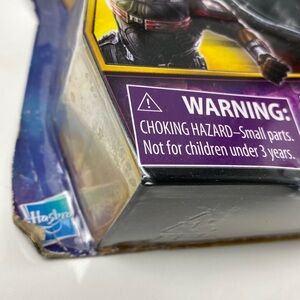 WARNING:
CHOKING HAZARD–Small parts.
Not for children under 3 years.
Hasbro